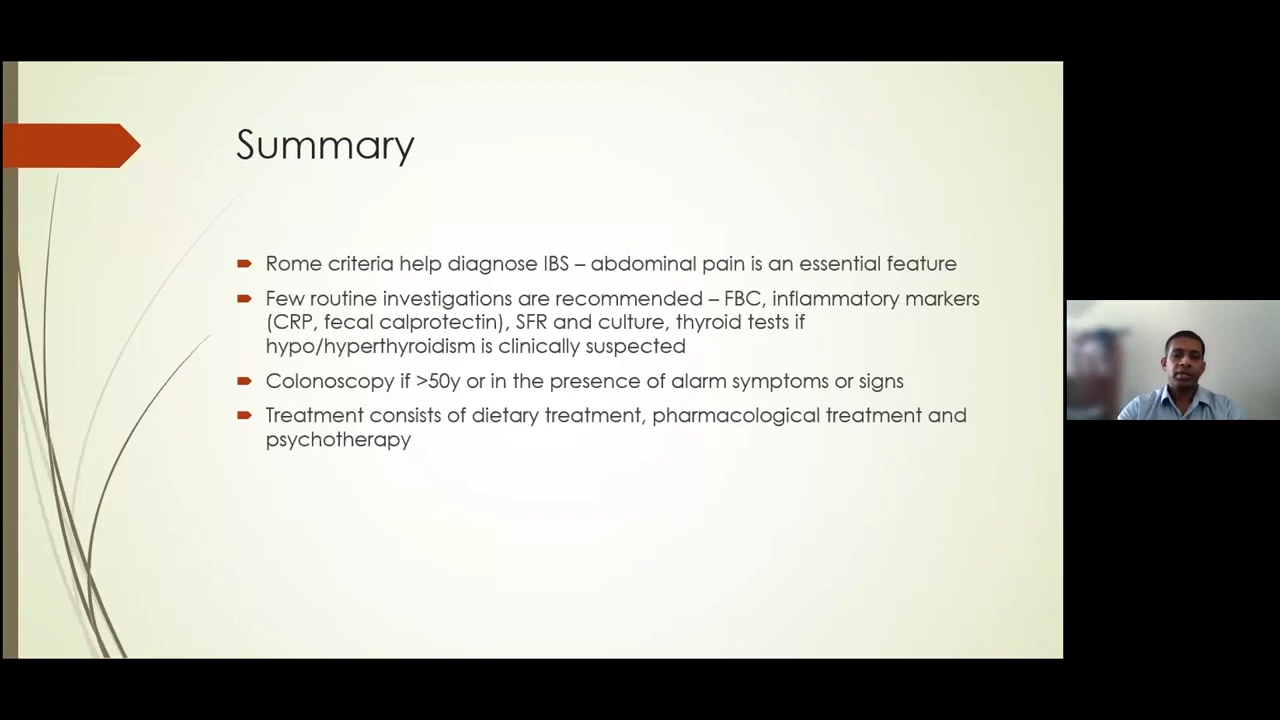 Summary
Rome criteria help diagnose IBS – abdominal pain is an essential feature
Few routine investigations are recommended – FBC, inflammatory markers
(CRP, fecal calprotectin), SFR and culture, thyroid tests if
hypo/hyperthyroidism is clinically suspected
Colonoscopy if >50y or in the presence of alarm symptoms or signs
Treatment consists of dietary treatment, pharmacological treatment and
psychotherapy